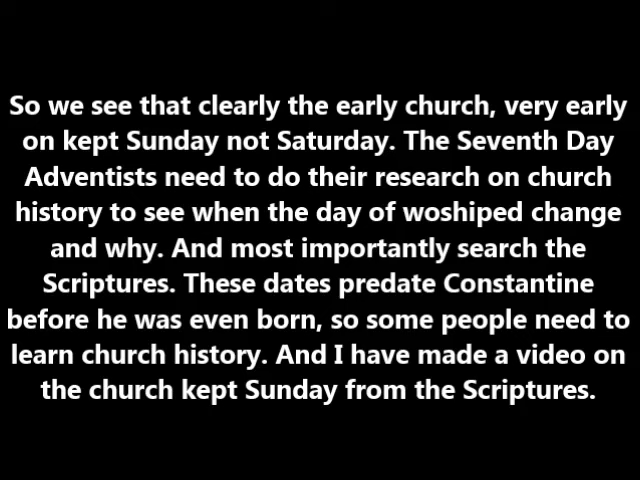 So we see that clearly the early church, very early
on kept Sunday not Saturday. The Seventh Day
Adventists need to do their research on church
history to see when the day of woshiped change
and why. And most importantly search the
Scriptures. These dates predate Constantine
before he was even born, so some people need to
learn church history. And I have made a video on
the church kept Sunday from the Scriptures.